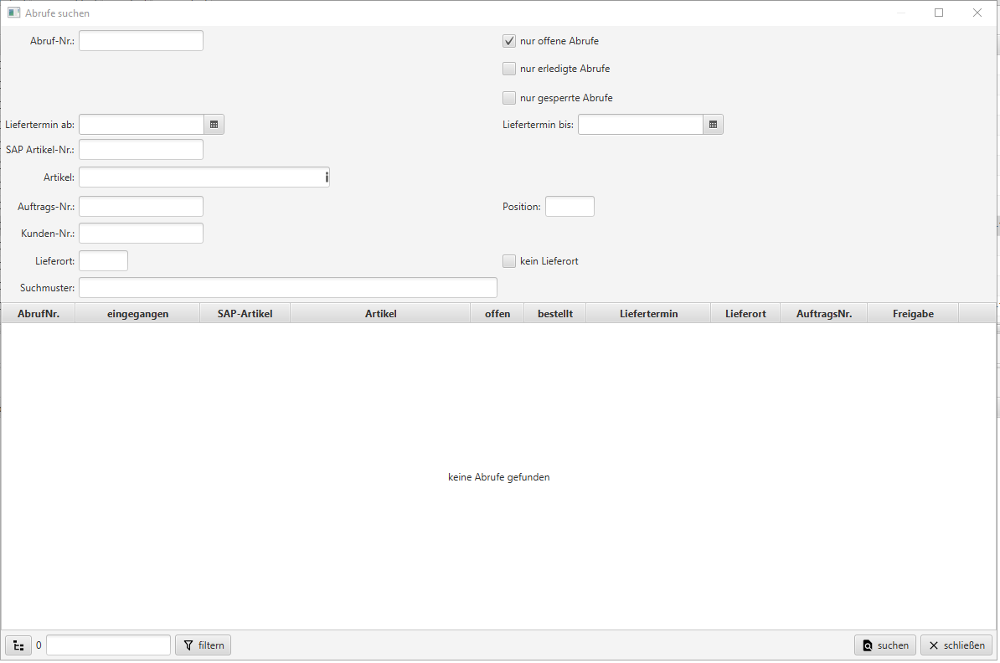 Abrufe suchen
Abruf-Nr.: nur offene Abrufe
nur erledigte Abrufe
nur gesperrte Abrufe
Liefertermin ab: Liefertermin bis:
SAP Artikel-Nr.:
Artikel:
Auftrags-Nr.: Position:
Kunden-Nr.:
Lieferort: kein Lieferort
Suchmuster:
AbrufNr. eingegangen SAP-Artikel Artikel offen bestellt Liefertermin Lieferort AuftragsNr. Freigabe
keine Abrufe gefunden
0 filtern suchen schließen